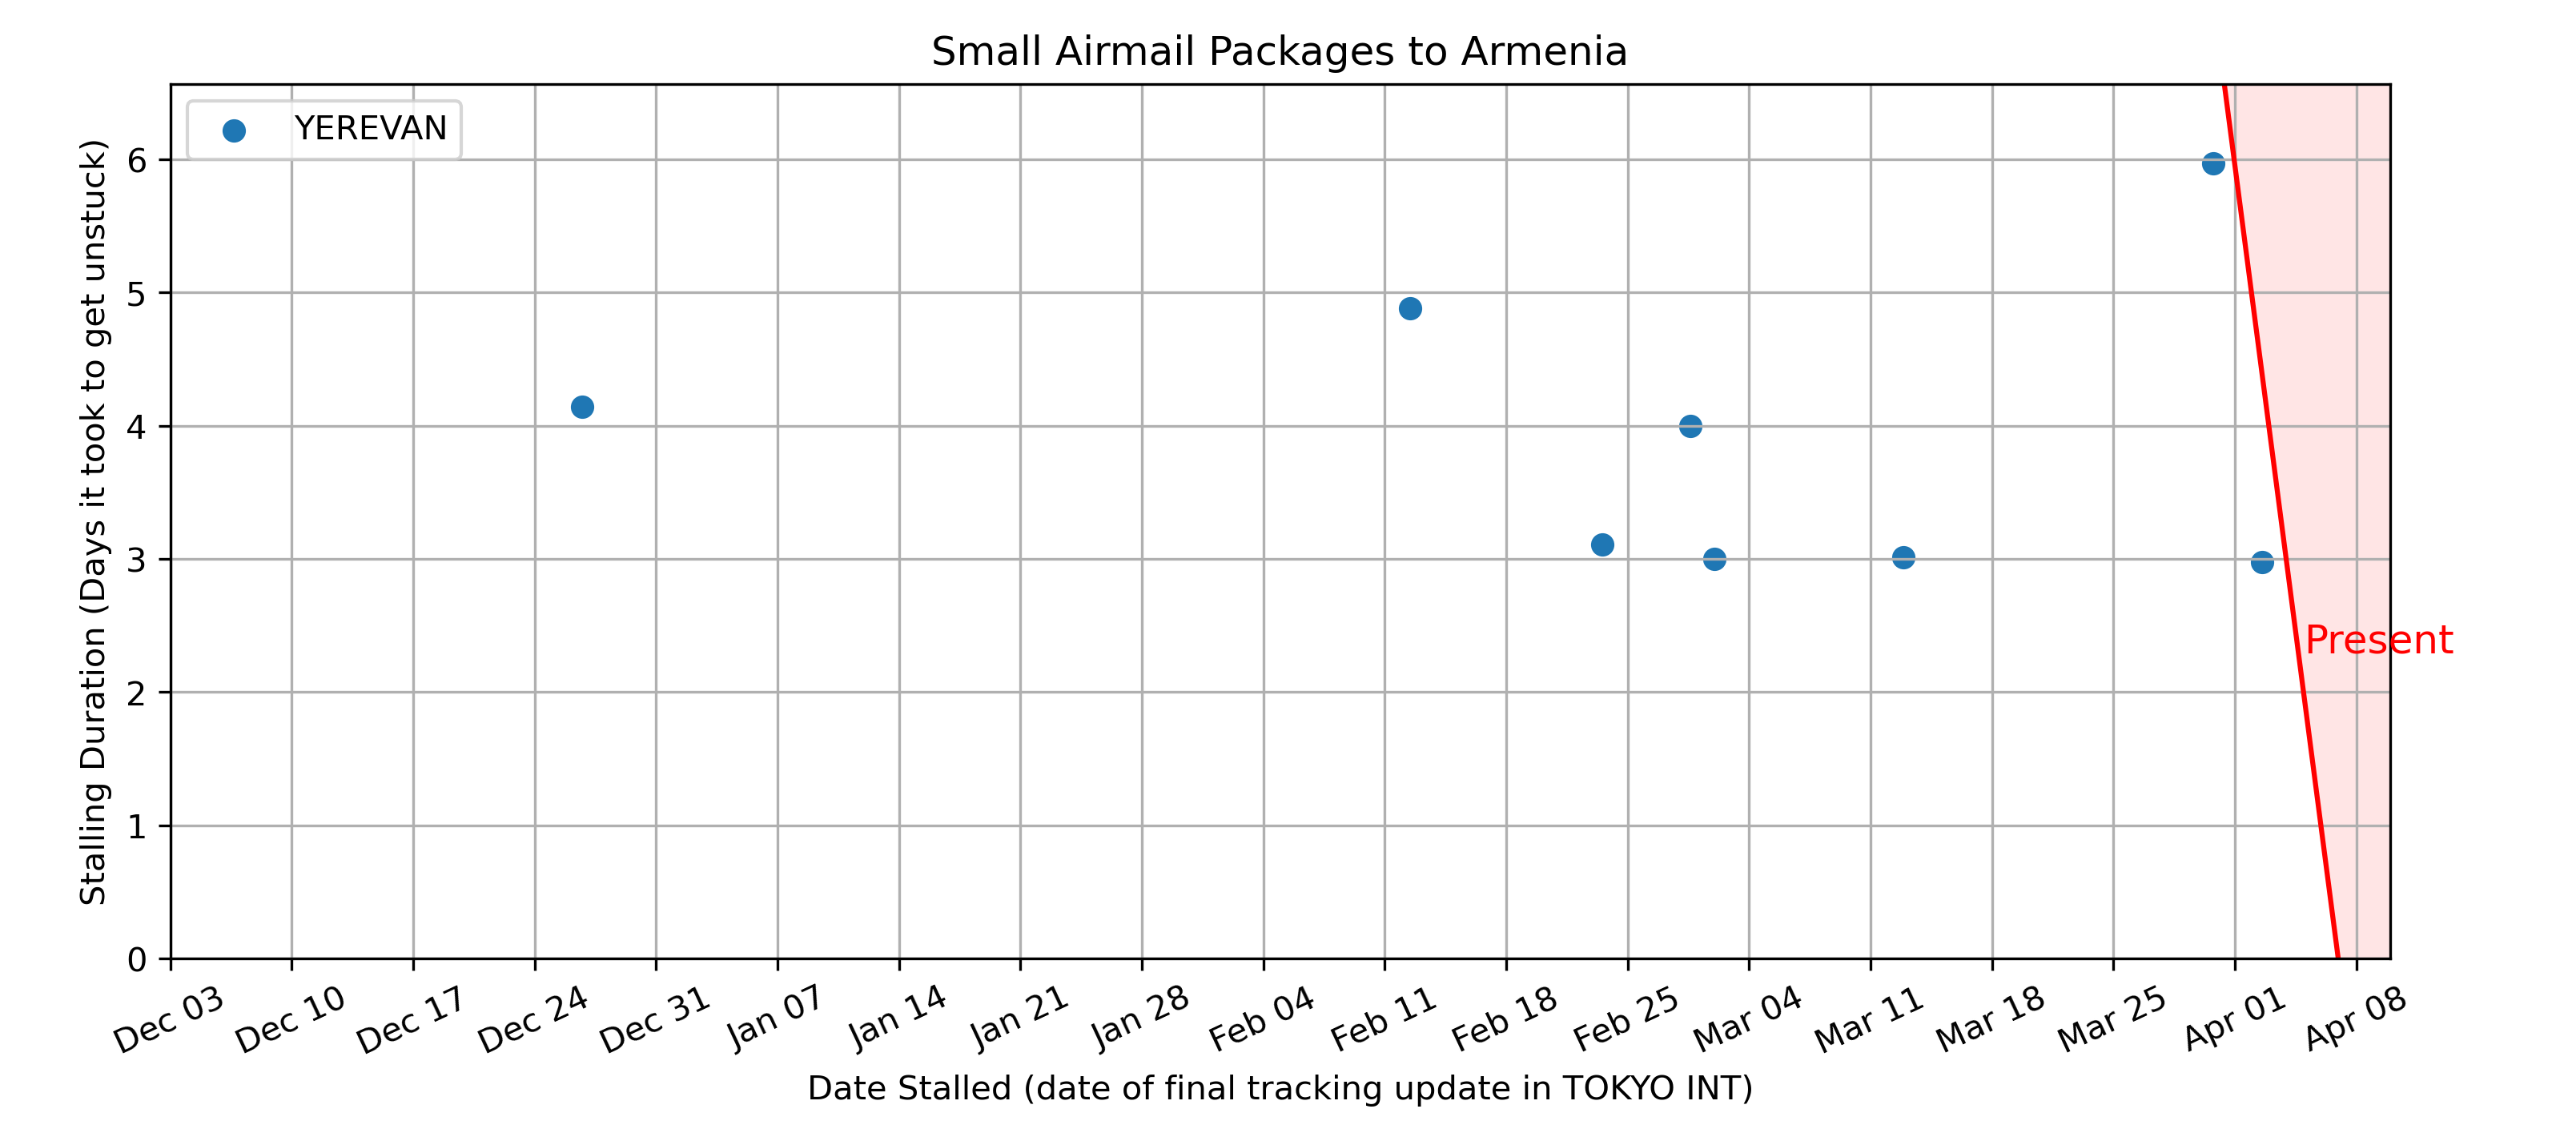 Small Airmail Packages to Armenia
YEREVAN
Stalling Duration (Days it took to get unstuck)
6
5
4
3
2
1
0
Present
Dec 03
Dec 10
Dec 17
Dec 24
Dec 31
Jan 07
Jan 14
Jan 21
Jan 28
Feb 04
Feb 11
Feb 18
Feb 25
Mar 04
Mar 11
Mar 18
Mar 25
Apr 01
Apr 08
Date Stalled (date of final tracking update in TOKYO INT)